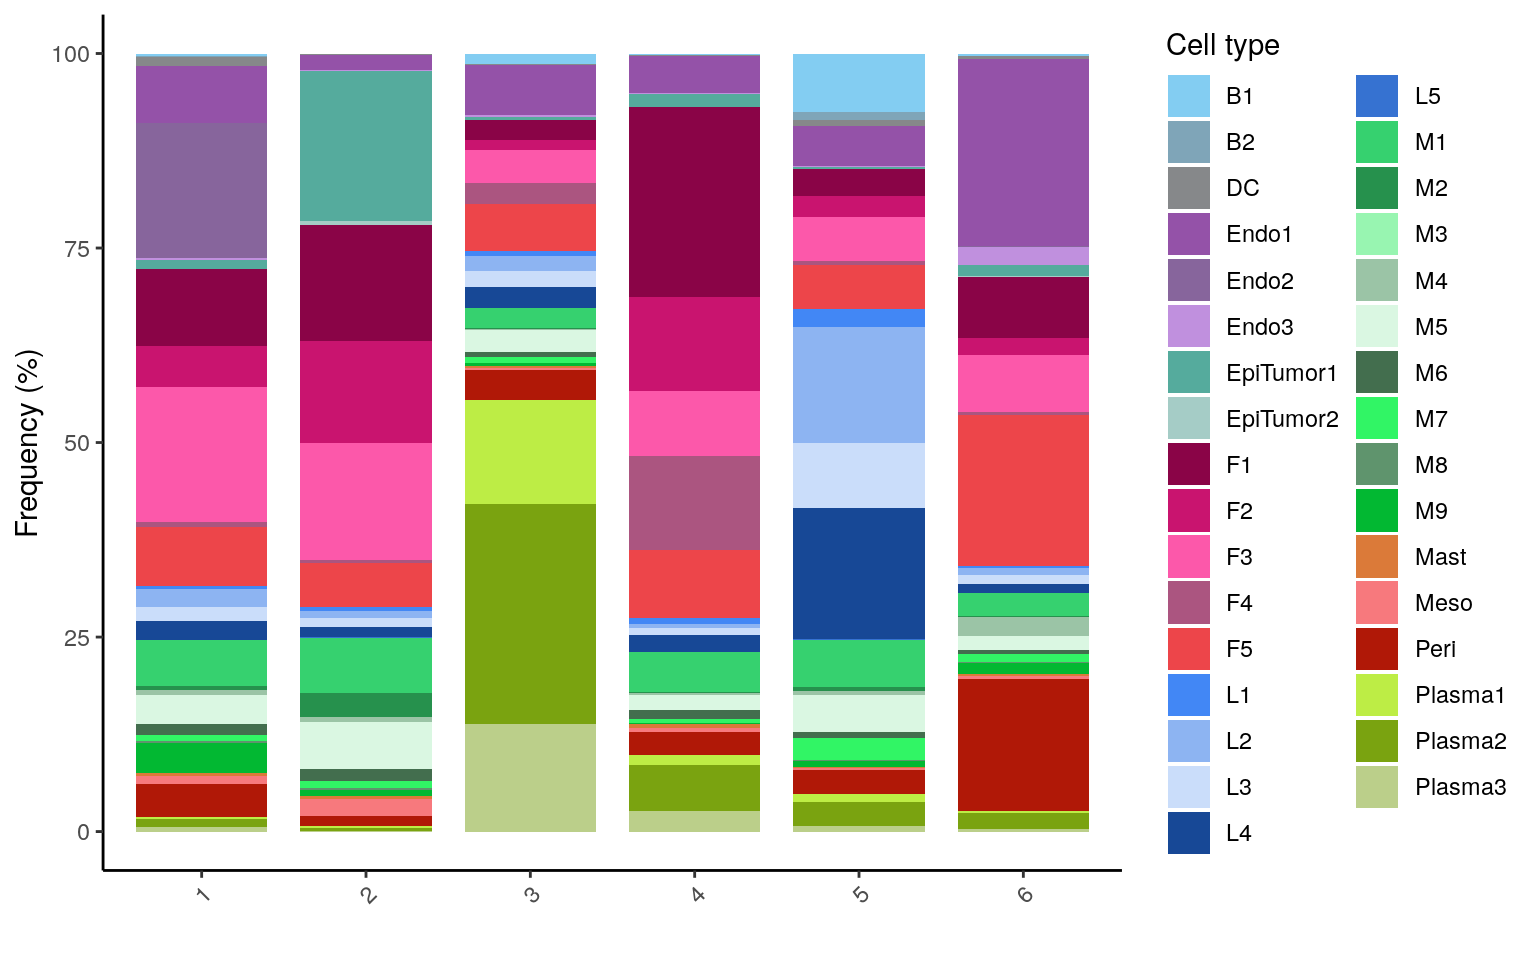 Frequency (%)
100
75
50
25
0
1
2
3
4
5
6
Cell type
B1
B2
DC
Endo1
Endo2
Endo3
EpiTumor1
EpiTumor2
F1
F2
F3
F4
F5
L1
L2
L3
L4
L5
M1
M2
M3
M4
M5
M6
M7
M8
M9
Mast
Meso
Peri
Plasma1
Plasma2
Plasma3